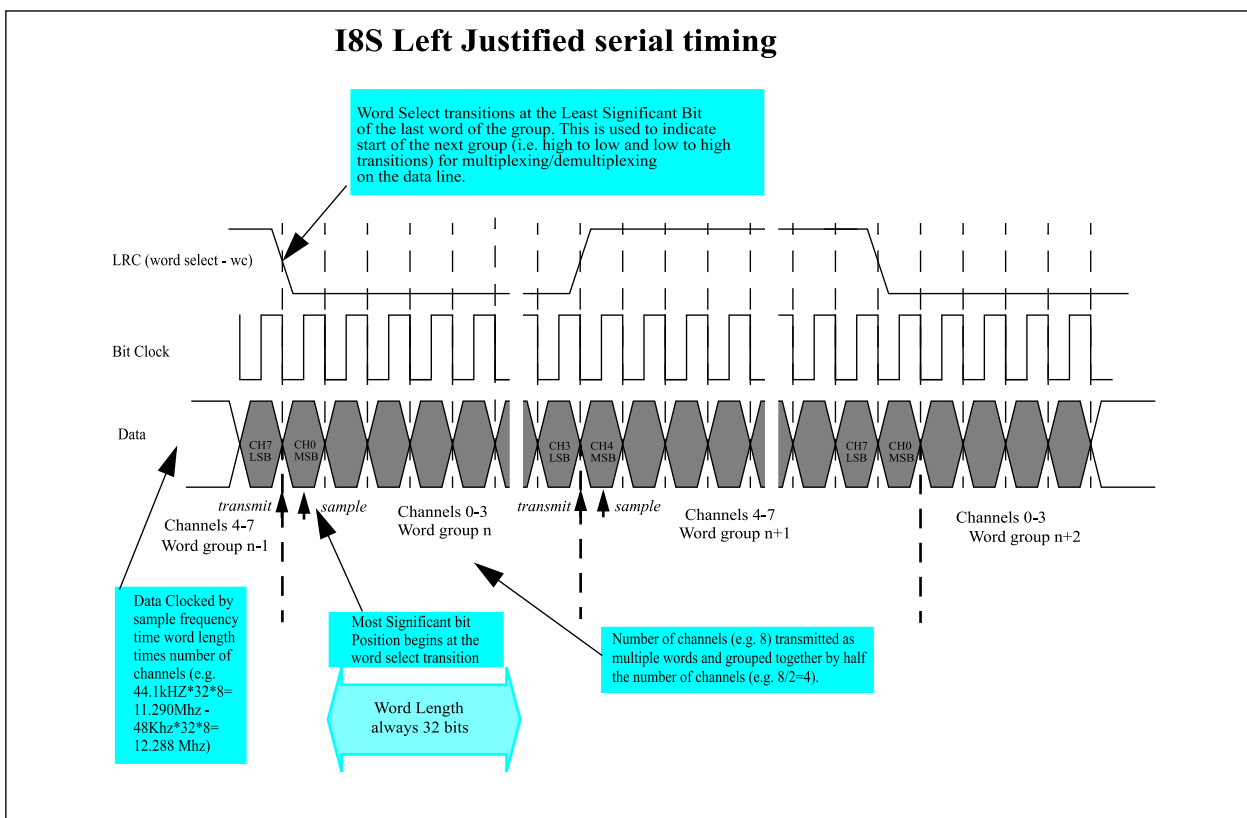 I8S Left Justified serial timing
Word Select transitions at the Least Significant Bit
of the last word of the group. This is used to indicate
start of the next group (i.e. high to low and low to high
transitions) for multiplexing/demultiplexing
on the data line.
LRC (word select - wc)
Bit Clock
Data
CH7
LSB
CH0
MSB
CH3
LSB
CH4
MSB
CH7
LSB
CH0
MSB
transmit
sample
transmit
sample
Channels 4-7
Word group n-1
Channels 0-3
Word group n
Channels 4-7
Word group n+1
Channels 0-3
Word group n+2
Data Clocked by
sample frequency
time word length
times number of
channels (e.g.
44.1kHZ*32*8=
11.290Mhz -
48Khz*32*8=
12.288 Mhz)
Most Significant bit
Position begins at the
word select transition
Number of channels (e.g. 8) transmitted as
multiple words and grouped together by half
the number of channels (e.g. 8/2=4).
Word Length
always 32 bits